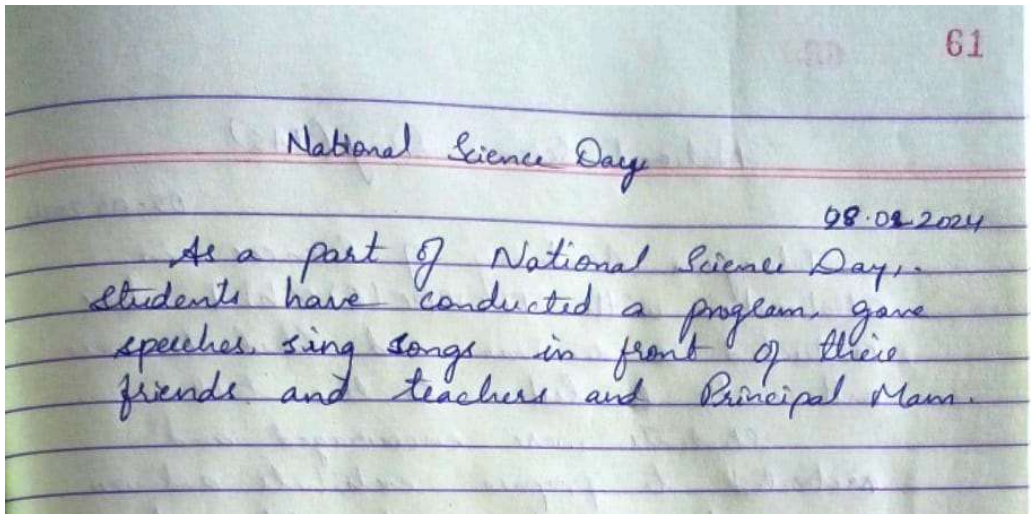 61
National Science Day
28.02.2024
As a part of National Science Day,.
students have conducted a program, gave
speeches, sing songs in front of their
friends and teachers and Principal Mam.